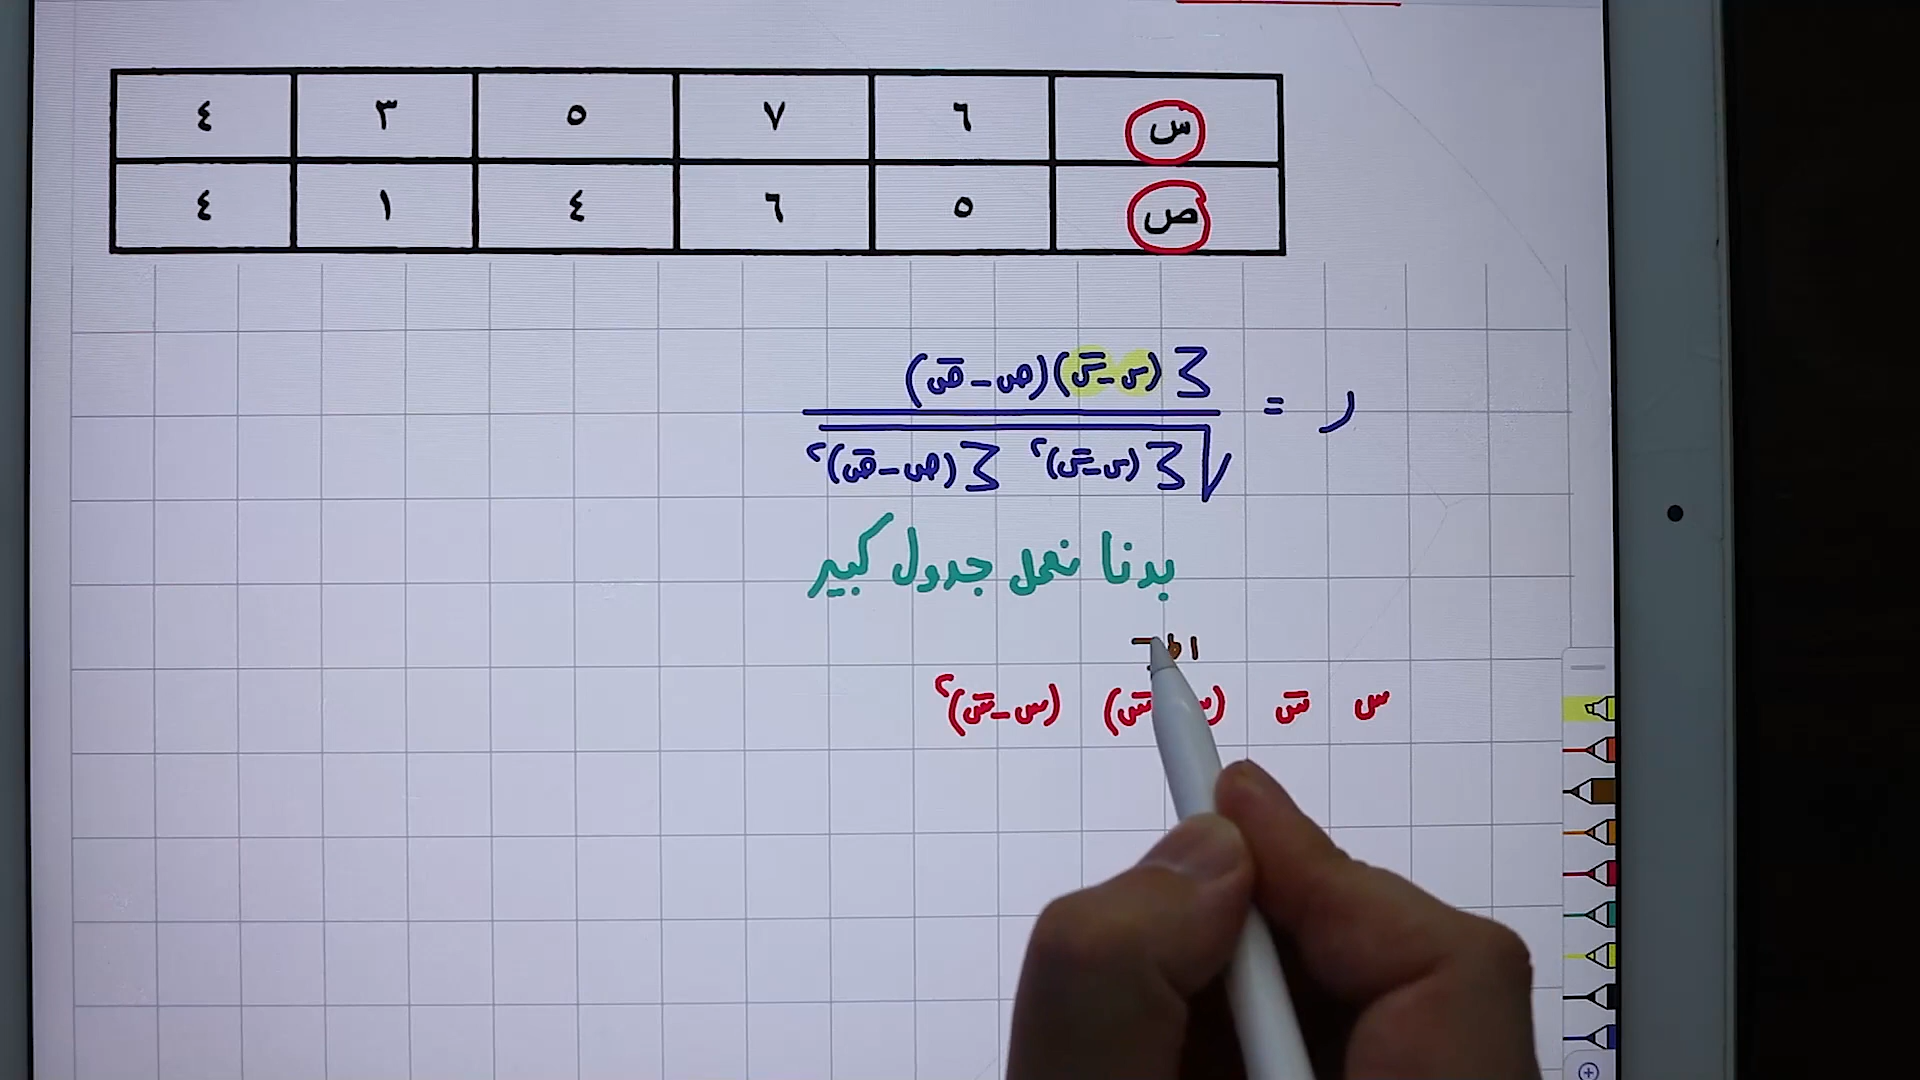 س ٦ ٧ ٥ ٣ ٤
ص ٥ ٦ ٤ ١ ٤
ر = Σ(س-س̄)(ص-ص̄)
√Σ(س-س̄)² Σ(ص-ص̄)²
بدنا نعمل جدول كبير
س س̄ (س-س̄) (س-س̄)²